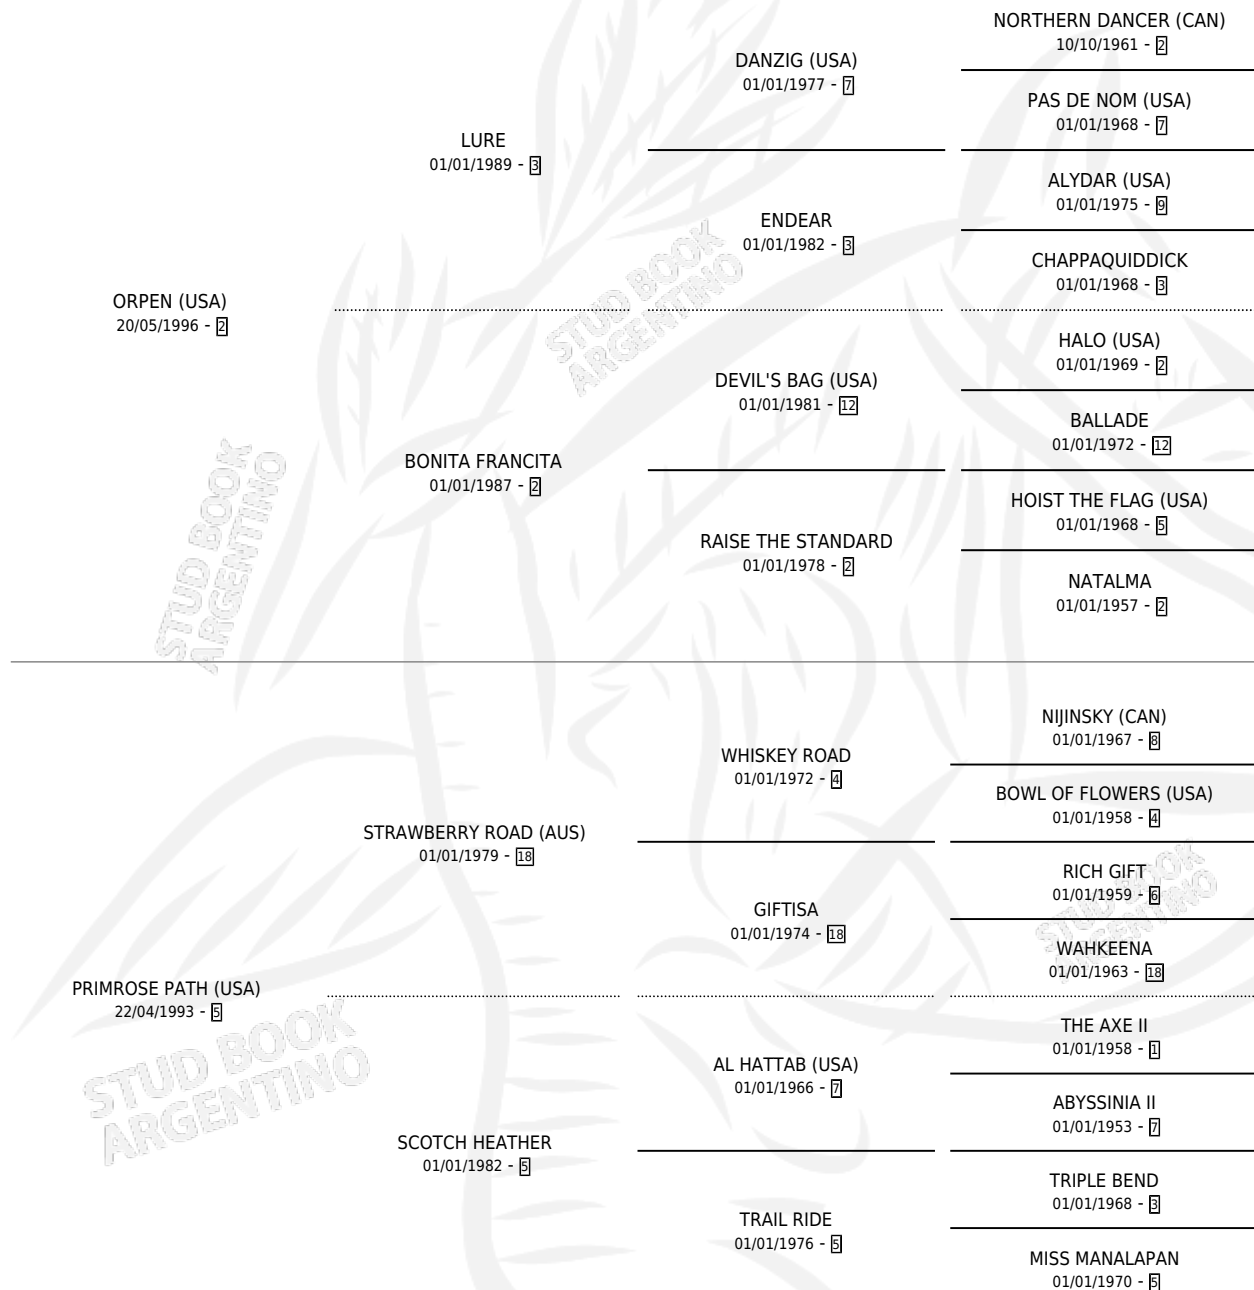 NORTHERN DANCER (CAN)
10/10/1961 - 2
DANZIG (USA)
01/01/1977 - 7
PAS DE NOM (USA)
01/01/1968 - 7
LURE
01/01/1989 - 3
ALYDAR (USA)
01/01/1975 - 9
ENDEAR
01/01/1982 - 3
CHAPPAQUIDDICK
01/01/1968 - 3
STUD BOOK
ARGENTINO
ORPEN (USA)
20/05/1996 - 2
HALO (USA)
01/01/1969 - 2
DEVIL'S BAG (USA)
01/01/1981 - 12
BALLADE
01/01/1972 - 12
BONITA FRANCITA
01/01/1987 - 2
HOIST THE FLAG (USA)
01/01/1968 - 5
RAISE THE STANDARD
01/01/1978 - 2
NATALMA
01/01/1957 - 2
STUD BOOK
ARGENTINO
NIJINSKY (CAN)
01/01/1967 - 8
WHISKEY ROAD
01/01/1972 - 4
BOWL OF FLOWERS (USA)
01/01/1958 - 4
STRAWBERRY ROAD (AUS)
01/01/1979 - 18
RICH GIFT
01/01/1959 - 6
GIFTISA
01/01/1974 - 18
WAHKEENA
01/01/1963 - 18
STUD BOOK
ARGENTINO
PRIMROSE PATH (USA)
22/04/1993 - 5
THE AXE II
01/01/1958 - 1
AL HATTAB (USA)
01/01/1966 - 7
ABYSSINIA II
01/01/1953 - 7
STUD BOOK
ARGENTINO
SCOTCH HEATHER
01/01/1982 - 5
TRIPLE BEND
01/01/1968 - 3
TRAIL RIDE
01/01/1976 - 5
MISS MANALAPAN
01/01/1970 - 5